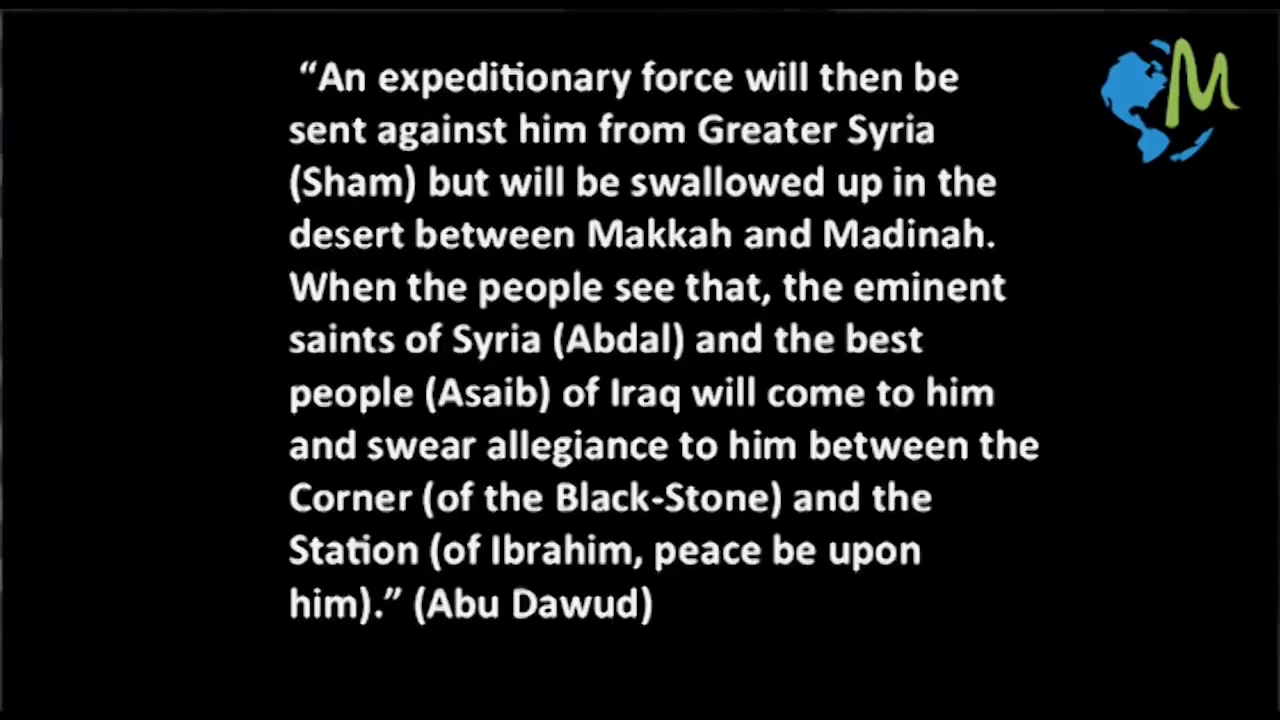 “An expeditionary force will then be
sent against him from Greater Syria
(Sham) but will be swallowed up in the
desert between Makkah and Madinah.
When the people see that, the eminent
saints of Syria (Abdal) and the best
people (Asaib) of Iraq will come to him
and swear allegiance to him between the
Corner (of the Black-Stone) and the
Station (of Ibrahim, peace be upon
him).” (Abu Dawud)
M